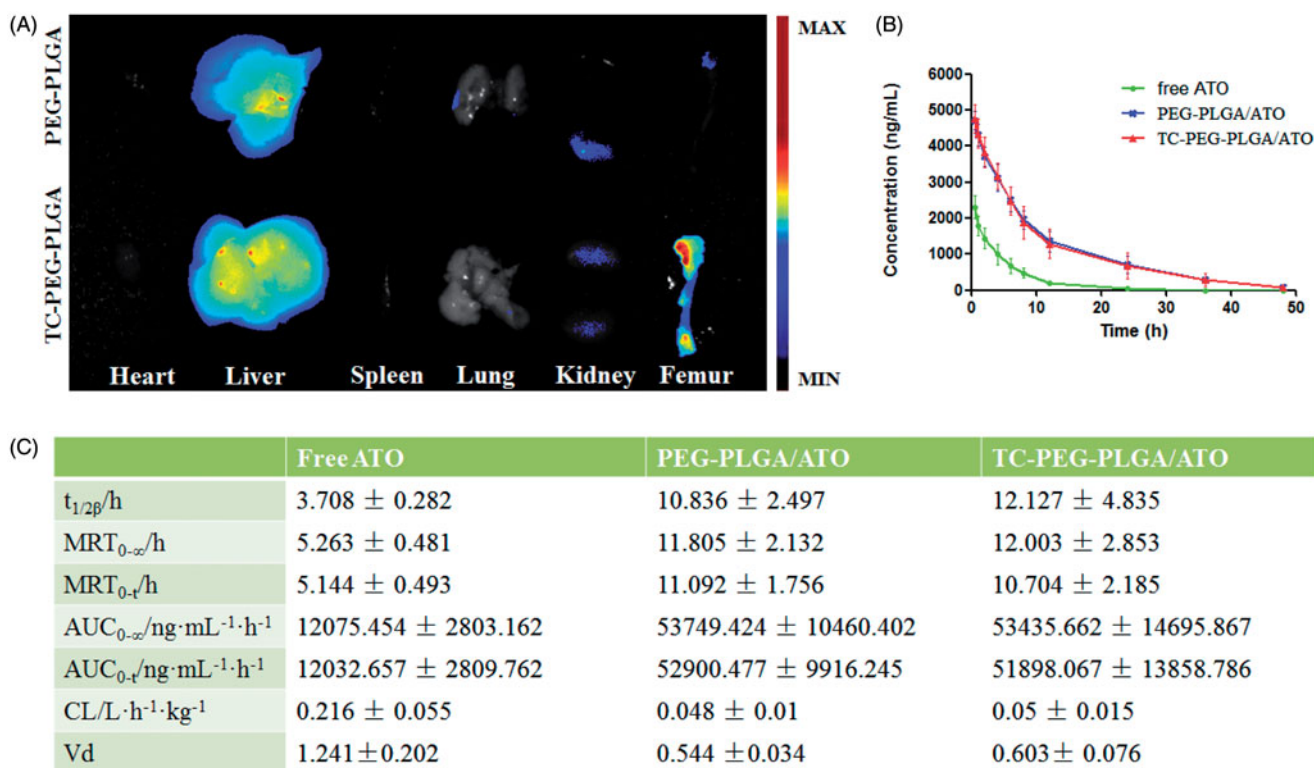 (A)
PEG-PLGA
TC-PEG-PLGA
Heart Liver Spleen Lung Kidney Femur
MAX
MIN
(B)
Concentration (ng/mL)
6000
5000
4000
3000
2000
1000
0
0 10 20 30 40 50
Time (h)
free ATO
PEG-PLGA/ATO
TC-PEG-PLGA/ATO
(C)
Free ATO PEG-PLGA/ATO TC-PEG-PLGA/ATO
t1/2β/h 3.708 ± 0.282 10.836 ± 2.497 12.127 ± 4.835
MRT0-∞/h 5.263 ± 0.481 11.805 ± 2.132 12.003 ± 2.853
MRT0-t/h 5.144 ± 0.493 11.092 ± 1.756 10.704 ± 2.185
AUC0-∞/ng·mL-1·h-1 12075.454 ± 2803.162 53749.424 ± 10460.402 53435.662 ± 14695.867
AUC0-t/ng·mL-1·h-1 12032.657 ± 2809.762 52900.477 ± 9916.245 51898.067 ± 13858.786
CL/L·h-1·kg-1 0.216 ± 0.055 0.048 ± 0.01 0.05 ± 0.015
Vd 1.241±0.202 0.544±0.034 0.603± 0.076